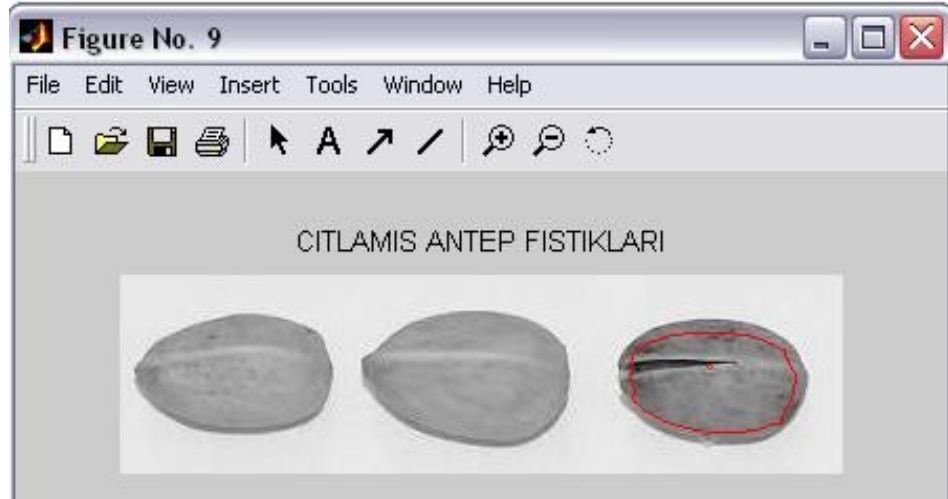 Figure No. 9
File Edit View Insert Tools Window Help
A
CITLAMIS ANTEP FISTIKLARI